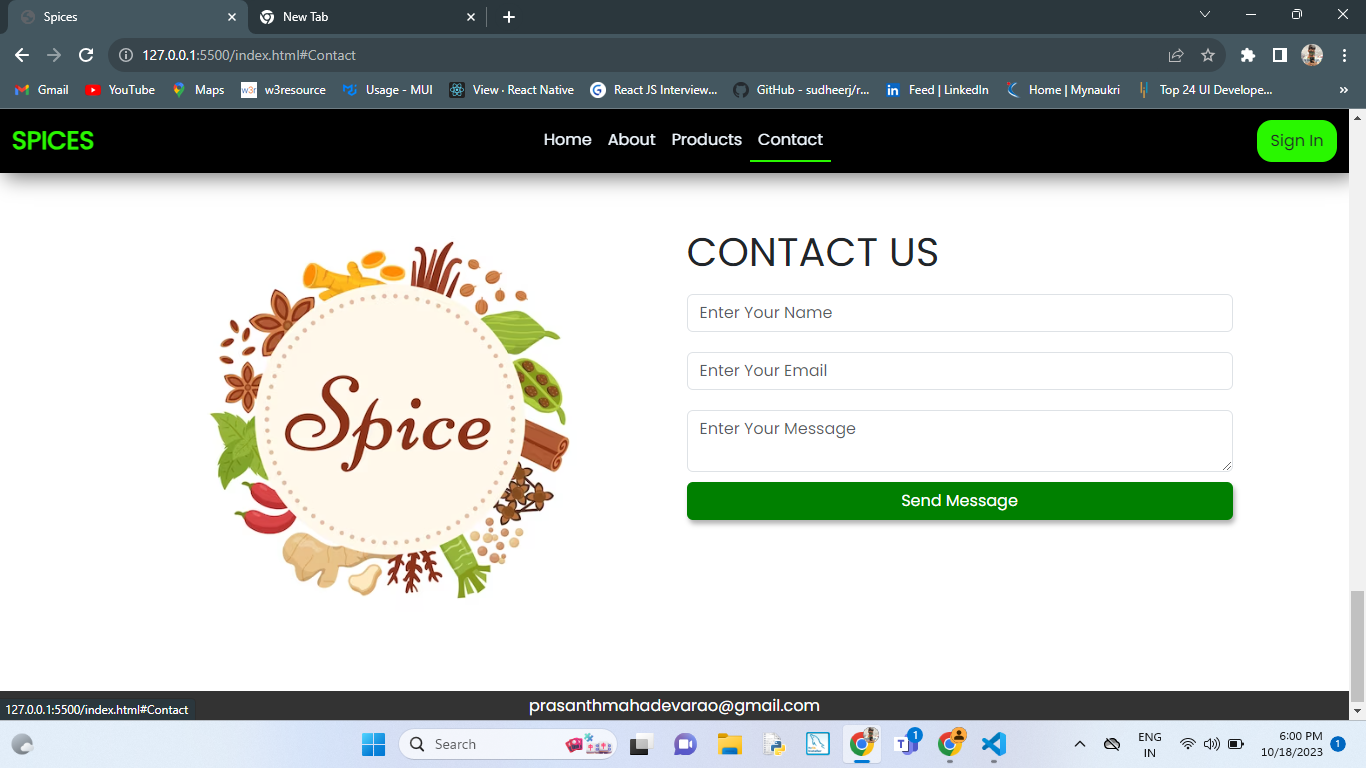 Spices
New Tab
127.0.0.1:5500/index.html#Contact
Gmail YouTube Maps w3r w3resource Usage - MUI View · React Native React JS Interview... GitHub - sudheerj/r... in Feed | LinkedIn Home | Mynaukri Top 24 UI Develope... »
SPICES Home About Products Contact Sign In
Spice
CONTACT US
Enter Your Name
Enter Your Email
Enter Your Message
Send Message
prasanthmahadevarao@gmail.com
127.0.0.1:5500/index.html#Contact
Search
T 1
ENG
IN
6:00 PM
10/18/2023
1